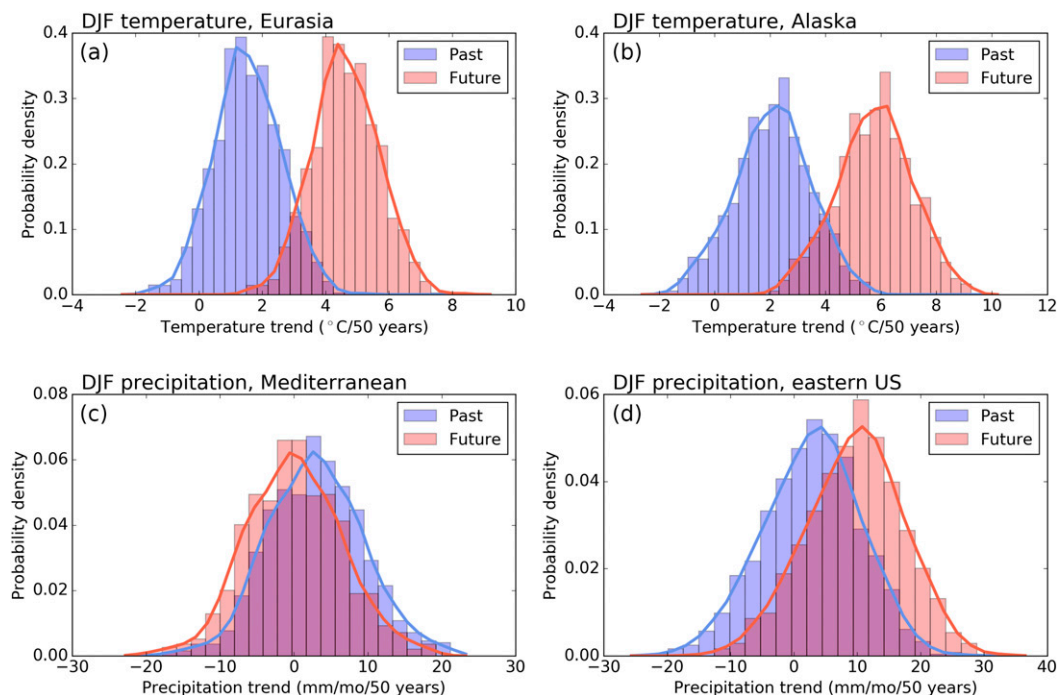 DJF temperature, Eurasia
(a)
Past
Future
Probability density
0.4
0.3
0.2
0.1
0.0
−4 −2 0 2 4 6 8 10
Temperature trend (°C/50 years)
DJF temperature, Alaska
(b)
Past
Future
Probability density
0.4
0.3
0.2
0.1
0.0
−4 −2 0 2 4 6 8 10 12
Temperature trend (°C/50 years)
DJF precipitation, Mediterranean
(c)
Past
Future
Probability density
0.08
0.06
0.04
0.02
0.00
−30 −20 −10 0 10 20 30
Precipitation trend (mm/mo/50 years)
DJF precipitation, eastern US
(d)
Past
Future
Probability density
0.06
0.05
0.04
0.03
0.02
0.01
0.00
−30 −20 −10 0 10 20 30 40
Precipitation trend (mm/mo/50 years)